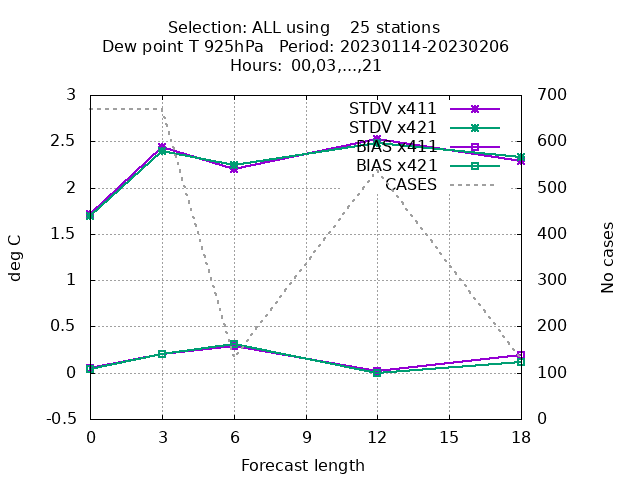 Selection: ALL using    25 stations
Dew point T 925hPa   Period: 20230114-20230206
Hours: 00,03,...,21
3
2.5
2
1.5
1
0.5
0
-0.5
700
600
500
400
300
200
100
0
STDV x411
STDV x421
BIAS x411
BIAS x421
CASES
deg C
No cases
0
3
6
9
12
15
18
Forecast length